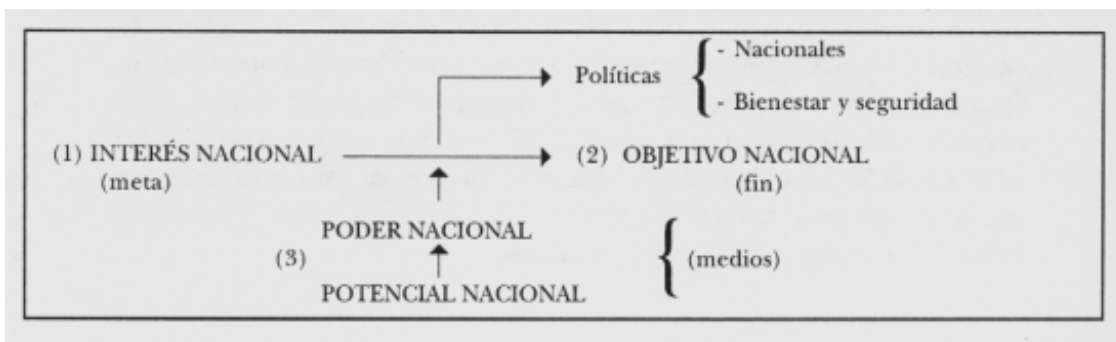 - Nacionales
Políticas
- Bienestar y seguridad
(1) INTERÉS NACIONAL
(meta)
(2) OBJETIVO NACIONAL
(fin)
PODER NACIONAL
(3)
(medios)
POTENCIAL NACIONAL